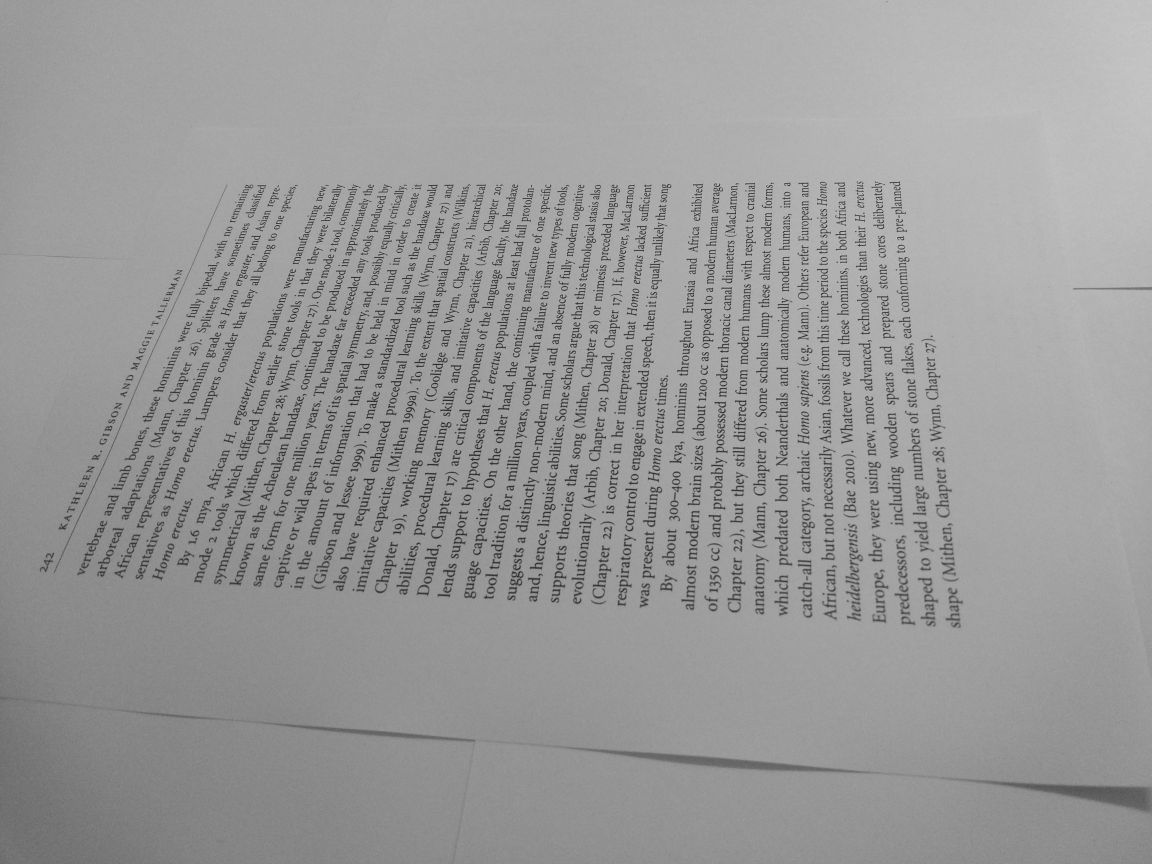 242 KATHLEEN R. GIBSON AND MAGGIE TALLERMAN
vertebrae and limb bones, these hominins were fully bipedal, with no remaining
arboreal adaptations (Mann, Chapter 26). Splitters have sometimes classified
African representatives of this hominin grade as Homo ergaster, and Asian repre-
sentatives as Homo erectus. Lumpers consider that they all belong to one species,
Homo erectus.
By 1.6 mya, African H. ergaster/erectus populations were manufacturing new,
mode 2 tools which differed from earlier stone tools in that they were bilaterally
symmetrical (Mithen, Chapter 28; Wynn, Chapter 27). One mode 2 tool, commonly
known as the Acheulean handaxe, continued to be produced in approximately the
same form for one million years. The handaxe far exceeded any tools produced by
captive or wild apes in terms of its spatial symmetry, and, possibly equally critically,
in the amount of information that had to be held in mind in order to create it
(Gibson and Jessee 1999). To make a standardized tool such as the handaxe would
also have required enhanced procedural learning skills (Wynn, Chapter 27) and
imitative capacities (Mithen 1999a). To the extent that spatial constructs (Wilkins,
Chapter 19), working memory (Coolidge and Wynn, Chapter 21), hierarchical
abilities, procedural learning skills, and imitative capacities (Arbib, Chapter 20;
Donald, Chapter 17) are critical components of the language faculty, the handaxe
lends support to hypotheses that H. erectus populations at least had full protolan-
guage capacities. On the other hand, the continuing manufacture of one specific
tool tradition for a million years, coupled with a failure to invent new types of tools,
suggests a distinctly non-modern mind, and an absence of fully modern cognitive
and, hence, linguistic abilities. Some scholars argue that this technological stasis also
supports theories that song (Mithen, Chapter 28) or mimesis preceded language
evolutionarily (Arbib, Chapter 20; Donald, Chapter 17). If, however, MacLarnon
(Chapter 22) is correct in her interpretation that Homo erectus lacked sufficient
respiratory control to engage in extended speech, then it is equally unlikely that song
was present during Homo erectus times.
By about 300–400 kya, hominins throughout Eurasia and Africa exhibited
almost modern brain sizes (about 1200 cc as opposed to a modern human average
of 1350 cc) and probably possessed modern thoracic canal diameters (MacLarnon,
Chapter 22), but they still differed from modern humans with respect to cranial
anatomy (Mann, Chapter 26). Some scholars lump these almost modern forms,
which predated both Neanderthals and anatomically modern humans, into a
catch-all category, archaic Homo sapiens (e.g. Mann). Others refer European and
African, but not necessarily Asian, fossils from this time period to the species Homo
heidelbergensis (Bae 2010). Whatever we call these hominins, in both Africa and
Europe, they were using new, more advanced, technologies than their H. erectus
predecessors, including wooden spears and prepared stone cores deliberately
shaped to yield large numbers of stone flakes, each conforming to a pre-planned
shape (Mithen, Chapter 28; Wynn, Chapter 27).